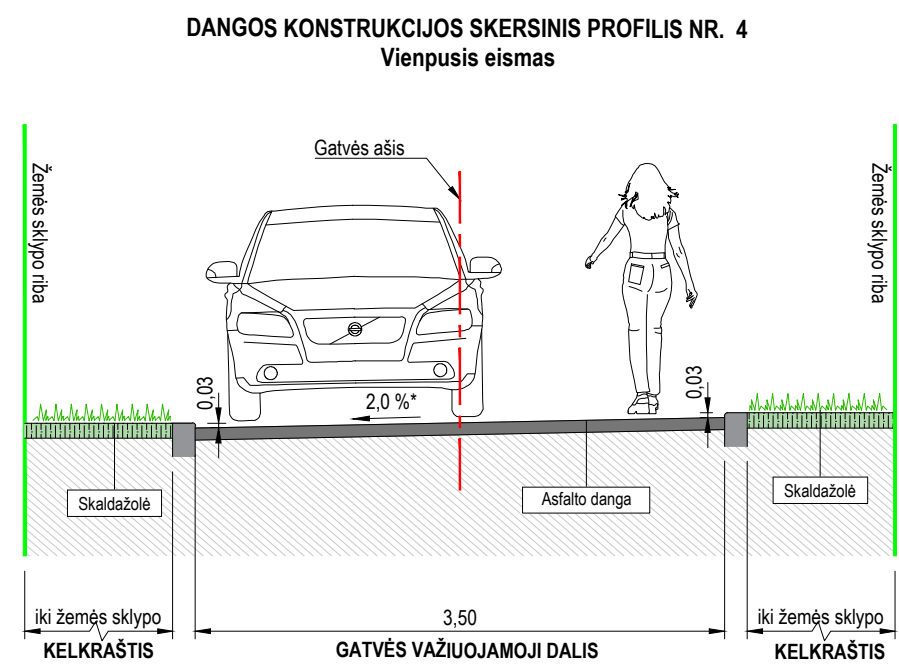 DANGOS KONSTRUKCIJOS SKERSINIS PROFILIS NR. 4
Vienpusis eismas
Gatvės ašis
Žemės sklypo riba
Žemės sklypo riba
0,03
2,0 %*
0,03
Skaldažolė
Asfalto danga
Skaldažolė
iki žemės sklypo
3,50
iki žemės sklypo
KELKRAŠTIS
GATVĖS VAŽIUOJAMOJI DALIS
KELKRAŠTIS